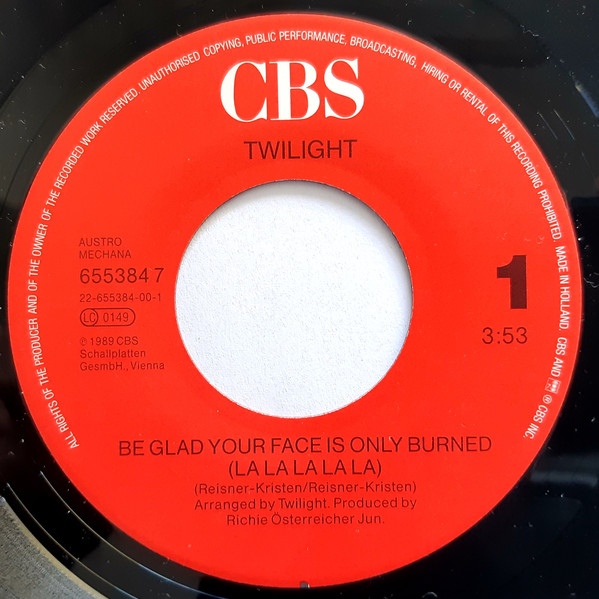 ALL RIGHTS OF THE PRODUCER AND OF THE OWNER OF THE RECORDED WORK RESERVED. UNAUTHORISED COPYING, PUBLIC PERFORMANCE, BROADCASTING, HIRING OR RENTAL OF THIS RECORDING PROHIBITED. MADE IN HOLLAND. CBS AND ® CBS INC.
CBS
TWILIGHT
AUSTRO
MECHANA
655384 7
22-655384-00-1
LC 0149
℗ 1989 CBS
Schallplatten
GesmbH., Vienna
1
3:53
BE GLAD YOUR FACE IS ONLY BURNED
(LA LA LA LA LA)
(Reisner-Kristen/Reisner-Kristen)
Arranged by Twilight. Produced by
Richie Österreicher Jun.